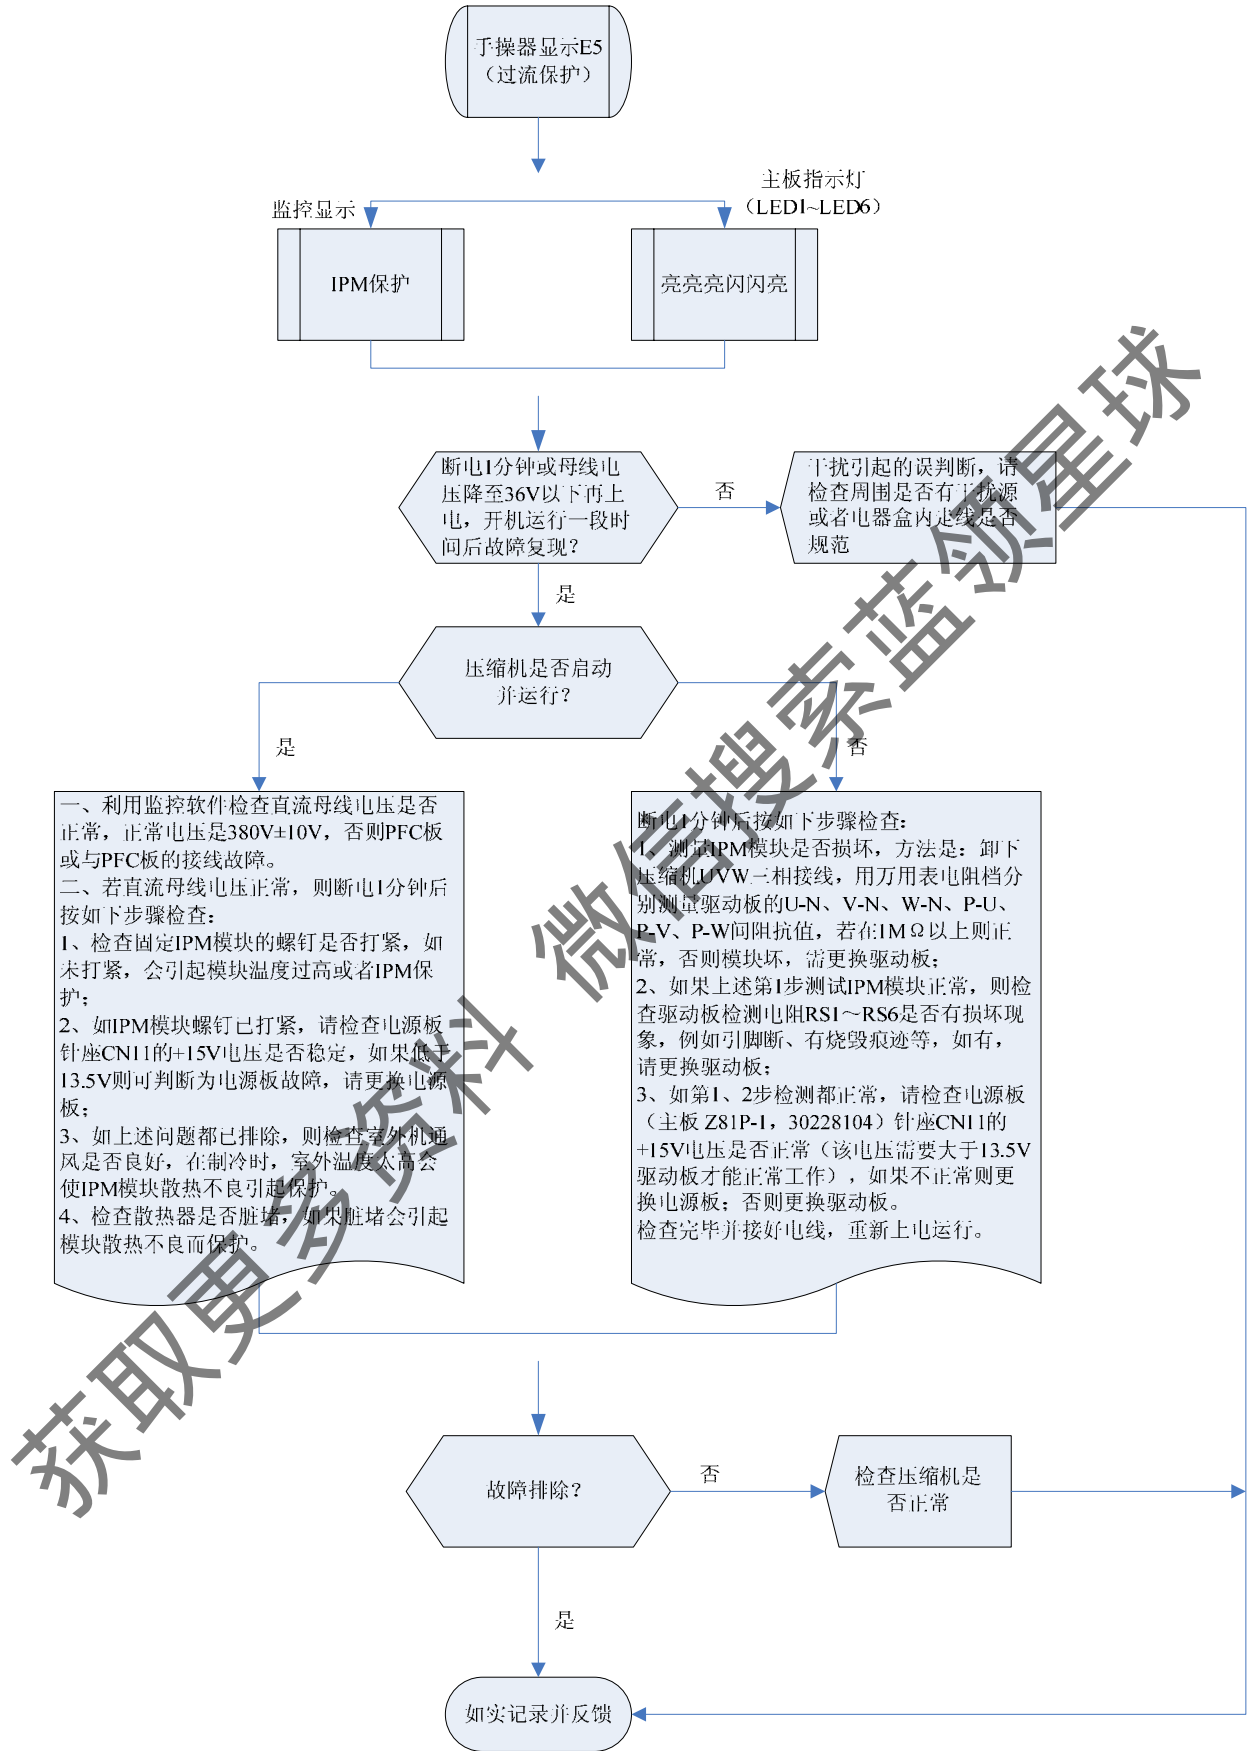 手操器显示E5
（过流保护）
监控显示
主板指示灯
（LED1~LED6）
IPM保护
亮亮亮闪闪亮
断电1分钟或母线电
压降至36V以下再上
电，开机运行一段时
间后故障复现？
否
干扰引起的误判断，请
检查周围是否有干扰源
或者电器盒内走线是否
规范
是
压缩机是否启动
并运行？
是
否
一、利用监控软件检查直流母线电压是否
正常，正常电压是380V±10V，否则PFC板
或与PFC板的接线故障。
二、若直流母线电压正常，则断电1分钟后
按如下步骤检查：
1、检查固定IPM模块的螺钉是否打紧，如
未打紧，会引起模块温度过高或者IPM保
护；
2、如IPM模块螺钉已打紧，请检查电源板
针座CN11的+15V电压是否稳定，如果低于
13.5V则可判断为电源板故障，请更换电源
板；
3、如上述问题都已排除，则检查室外机通
风是否良好，在制冷时，室外温度太高会
使IPM模块散热不良引起保护。
4、检查散热器是否脏堵，如果脏堵会引起
模块散热不良而保护。
断电1分钟后按如下步骤检查：
1、测量IPM模块是否损坏，方法是：卸下
压缩机UVW三相接线，用万用表电阻档分
别测量驱动板的U-N、V-N、W-N、P-U、
P-V、P-W间阻抗值，若在1MΩ以上则正
常，否则模块坏，需更换驱动板；
2、如果上述第1步测试IPM模块正常，则检
查驱动板检测电阻RS1～RS6是否有损坏现
象，例如引脚断、有烧毁痕迹等，如有，
请更换驱动板；
3、如第1、2步检测都正常，请检查电源板
（主板 Z81P-1，30228104）针座CN11的
+15V电压是否正常（该电压需要大于13.5V
驱动板才能正常工作），如果不正常则更
换电源板；否则更换驱动板。
检查完毕并接好电线，重新上电运行。
故障排除？
否
检查压缩机是
否正常
是
如实记录并反馈
获取更多资料 微信搜索蓝领星球